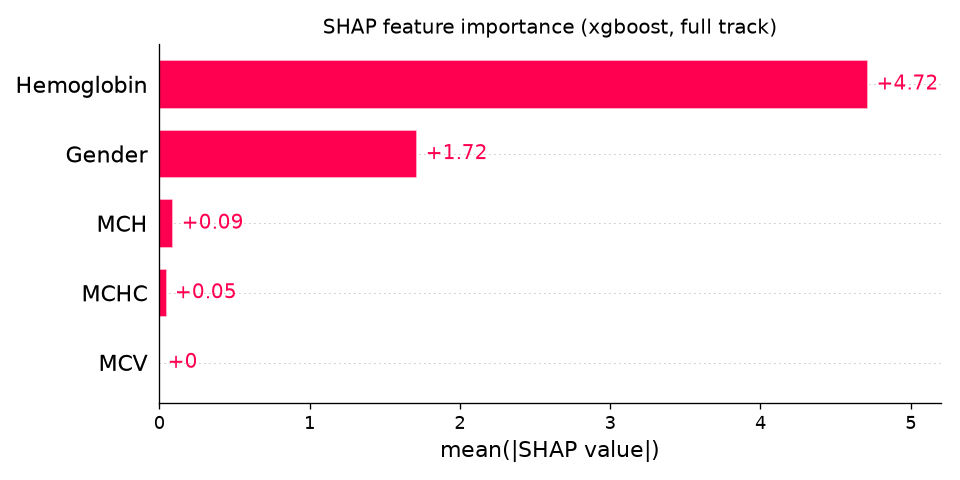 SHAP feature importance (xgboost, full track)
Hemoglobin +4.72
Gender +1.72
MCH +0.09
MCHC +0.05
MCV +0
0 1 2 3 4 5
mean(|SHAP value|)